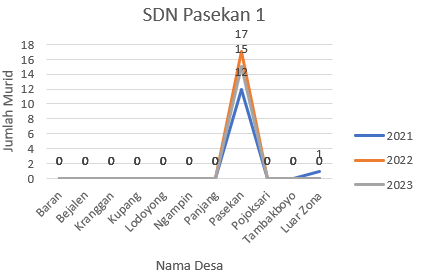 SDN Pasekan 1
Jumlah Murid
18
16
14
12
10
8
6
4
2
0
17
15
12
0 0 0 0 0 0 0 0 0 1
0
Baran
Bejalen
Kranggan
Kupang
Lodoyong
Ngampin
Panjang
Pasekan
Pojoksari
Tambakboyo
Luar Zona
Nama Desa
2021
2022
2023